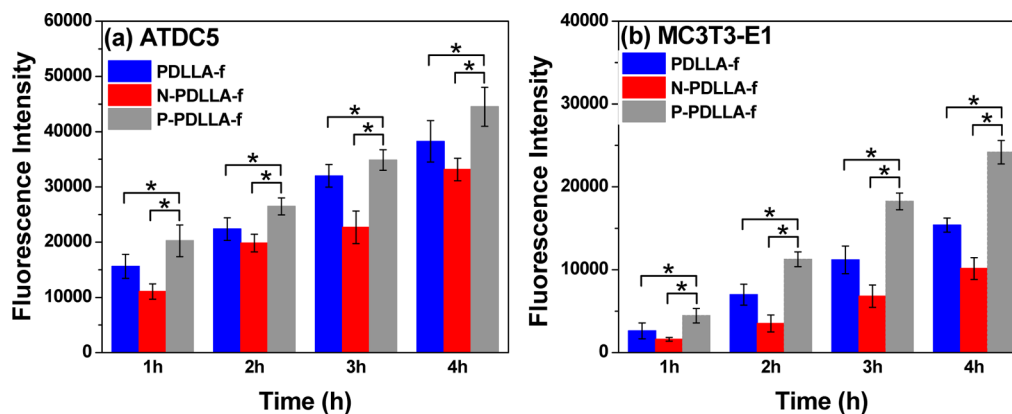 (a) ATDC5
PDLLA-f
N-PDLLA-f
P-PDLLA-f
Fluorescence Intensity
60000
50000
40000
30000
20000
10000
0
* * * * * * * *
1h 2h 3h 4h
Time (h)
(b) MC3T3-E1
PDLLA-f
N-PDLLA-f
P-PDLLA-f
Fluorescence Intensity
40000
30000
20000
10000
0
* * * * * * * *
1h 2h 3h 4h
Time (h)